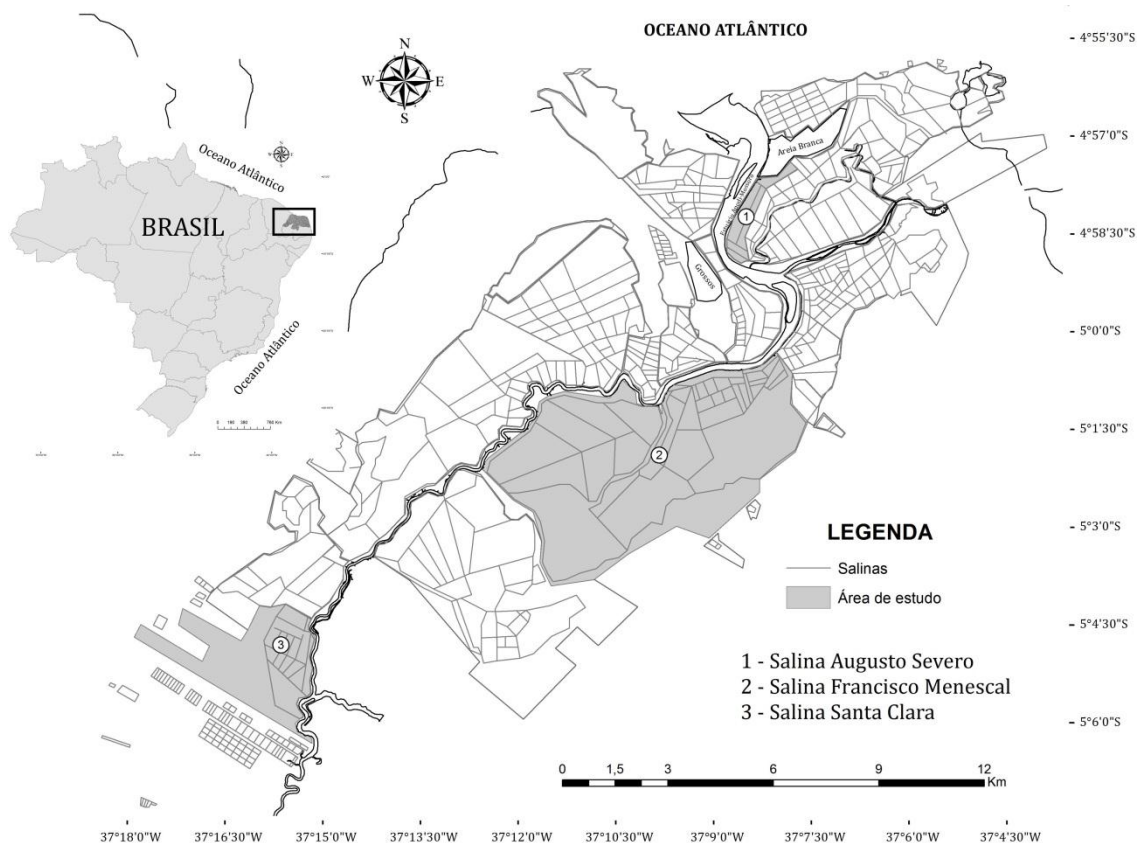 OCEANO ATLÂNTICO
4°55'30"S
4°57'0"S
4°58'30"S
5°0'0"S
5°1'30"S
5°3'0"S
5°4'30"S
5°6'0"S
N
W
E
S
Oceano Atlântico
BRASIL
Oceano Atlântico
Areia Branca
Grossos
1
2
3
LEGENDA
Salinas
Área de estudo
1 - Salina Augusto Severo
2 - Salina Francisco Menescal
3 - Salina Santa Clara
0 1,5 3 6 9 12
Km
37°18'0"W 37°16'30"W 37°15'0"W 37°13'30"W 37°12'0"W 37°10'30"W 37°9'0"W 37°7'30"W 37°6'0"W 37°4'30"W